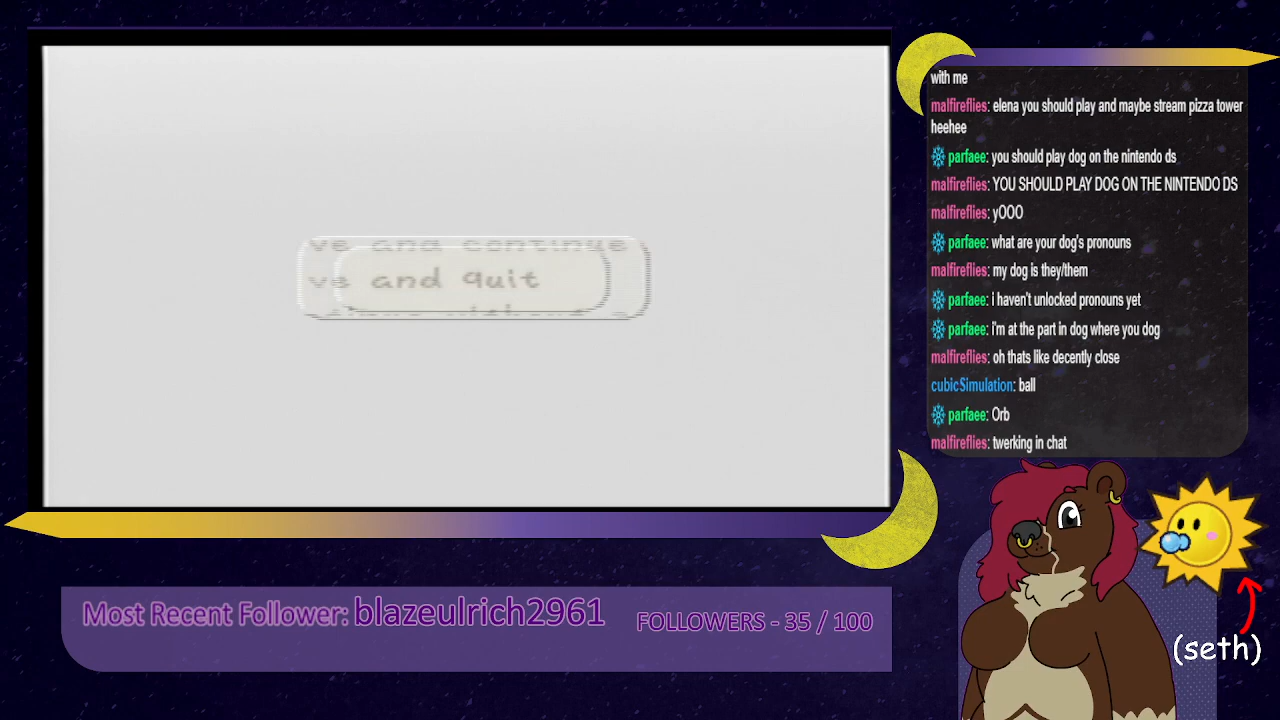 ve and continue
ve and quit
with me
malfireflies: elena you should play and maybe stream pizza tower
heehee
parfaee: you should play dog on the nintendo ds
malfireflies: YOU SHOULD PLAY DOG ON THE NINTENDO DS
malfireflies: yOOO
parfaee: what are your dog's pronouns
malfireflies: my dog is they/them
parfaee: i haven't unlocked pronouns yet
parfaee: i'm at the part in dog where you dog
malfireflies: oh thats like decently close
cubicSimulation: ball
parfaee: Orb
malfireflies: twerking in chat
Most Recent Follower: blazeulrich2961
FOLLOWERS - 35 / 100
(seth)